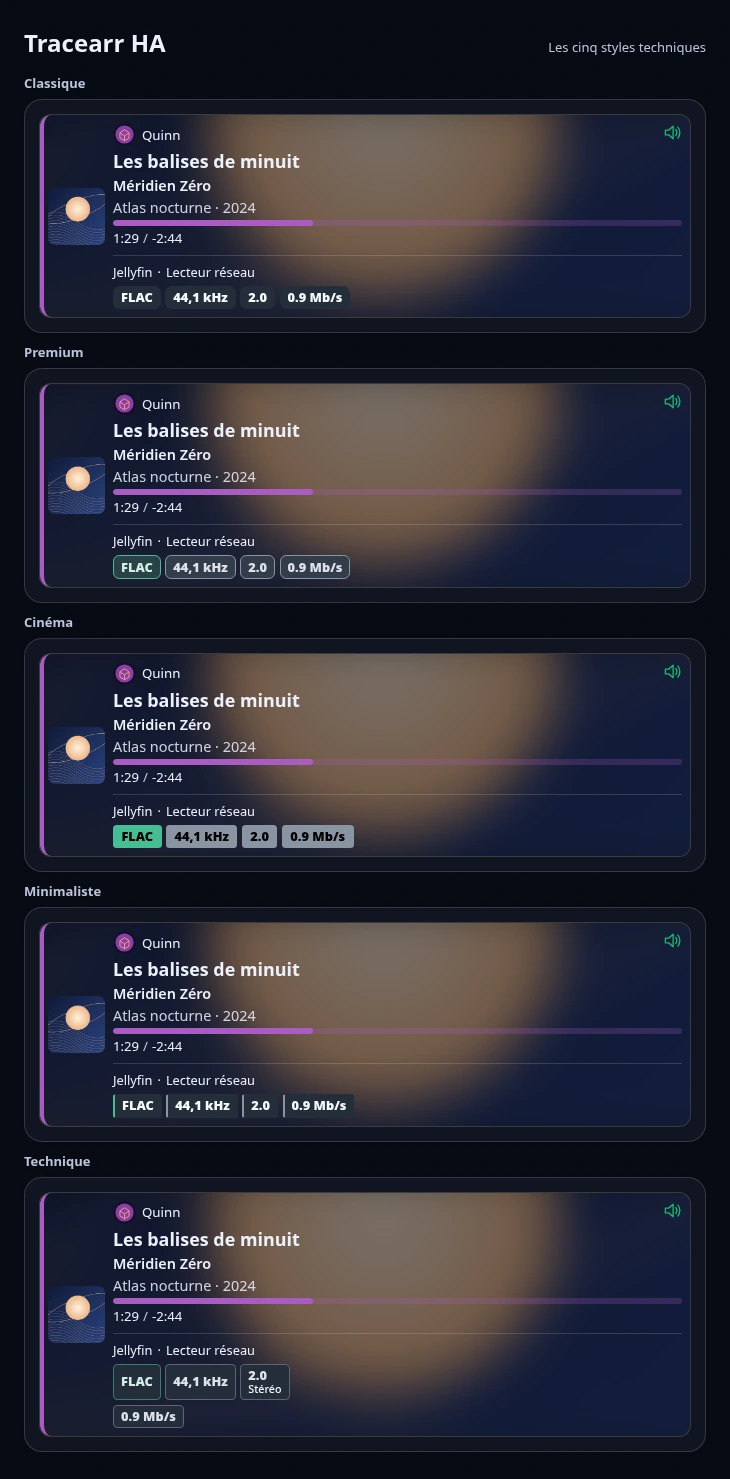 Tracearr HA
Les cinq styles techniques
Classique
Quinn
Les balises de minuit
Méridien Zéro
Atlas nocturne · 2024
1:29 / -2:44
Jellyfin · Lecteur réseau
FLAC 44,1 kHz 2.0 0.9 Mb/s
Premium
Quinn
Les balises de minuit
Méridien Zéro
Atlas nocturne · 2024
1:29 / -2:44
Jellyfin · Lecteur réseau
FLAC 44,1 kHz 2.0 0.9 Mb/s
Cinéma
Quinn
Les balises de minuit
Méridien Zéro
Atlas nocturne · 2024
1:29 / -2:44
Jellyfin · Lecteur réseau
FLAC 44,1 kHz 2.0 0.9 Mb/s
Minimaliste
Quinn
Les balises de minuit
Méridien Zéro
Atlas nocturne · 2024
1:29 / -2:44
Jellyfin · Lecteur réseau
FLAC 44,1 kHz 2.0 0.9 Mb/s
Technique
Quinn
Les balises de minuit
Méridien Zéro
Atlas nocturne · 2024
1:29 / -2:44
Jellyfin · Lecteur réseau
FLAC 44,1 kHz 2.0
Stéréo
0.9 Mb/s